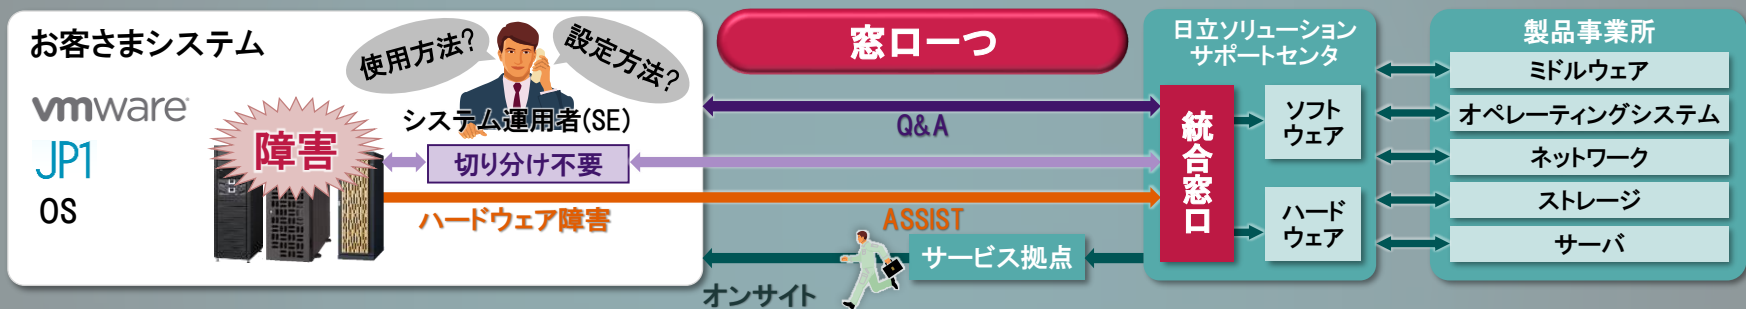 お客さまシステム
vmware
JP1
OS
障害
使用方法?
設定方法?
システム運用者(SE)
切り分け不要
ハードウェア障害
窓口一つ
Q&A
ASSIST
サービス拠点
オンサイト
日立ソリューション
サポートセンタ
統合窓口
ソフト
ウェア
ハード
ウェア
製品事業所
ミドルウェア
オペレーティングシステム
ネットワーク
ストレージ
サーバ